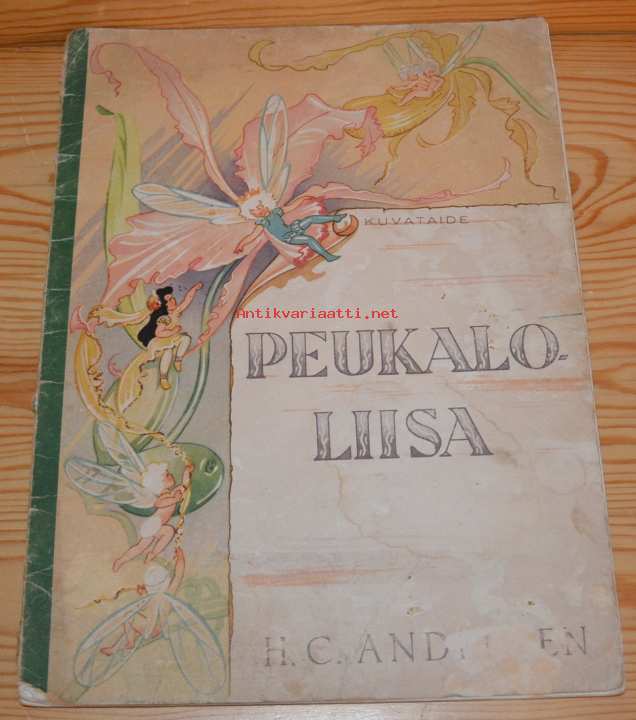 KUVATAIDE
Antikvariaatti.net
PEUKALO-
LIISA
H. C.